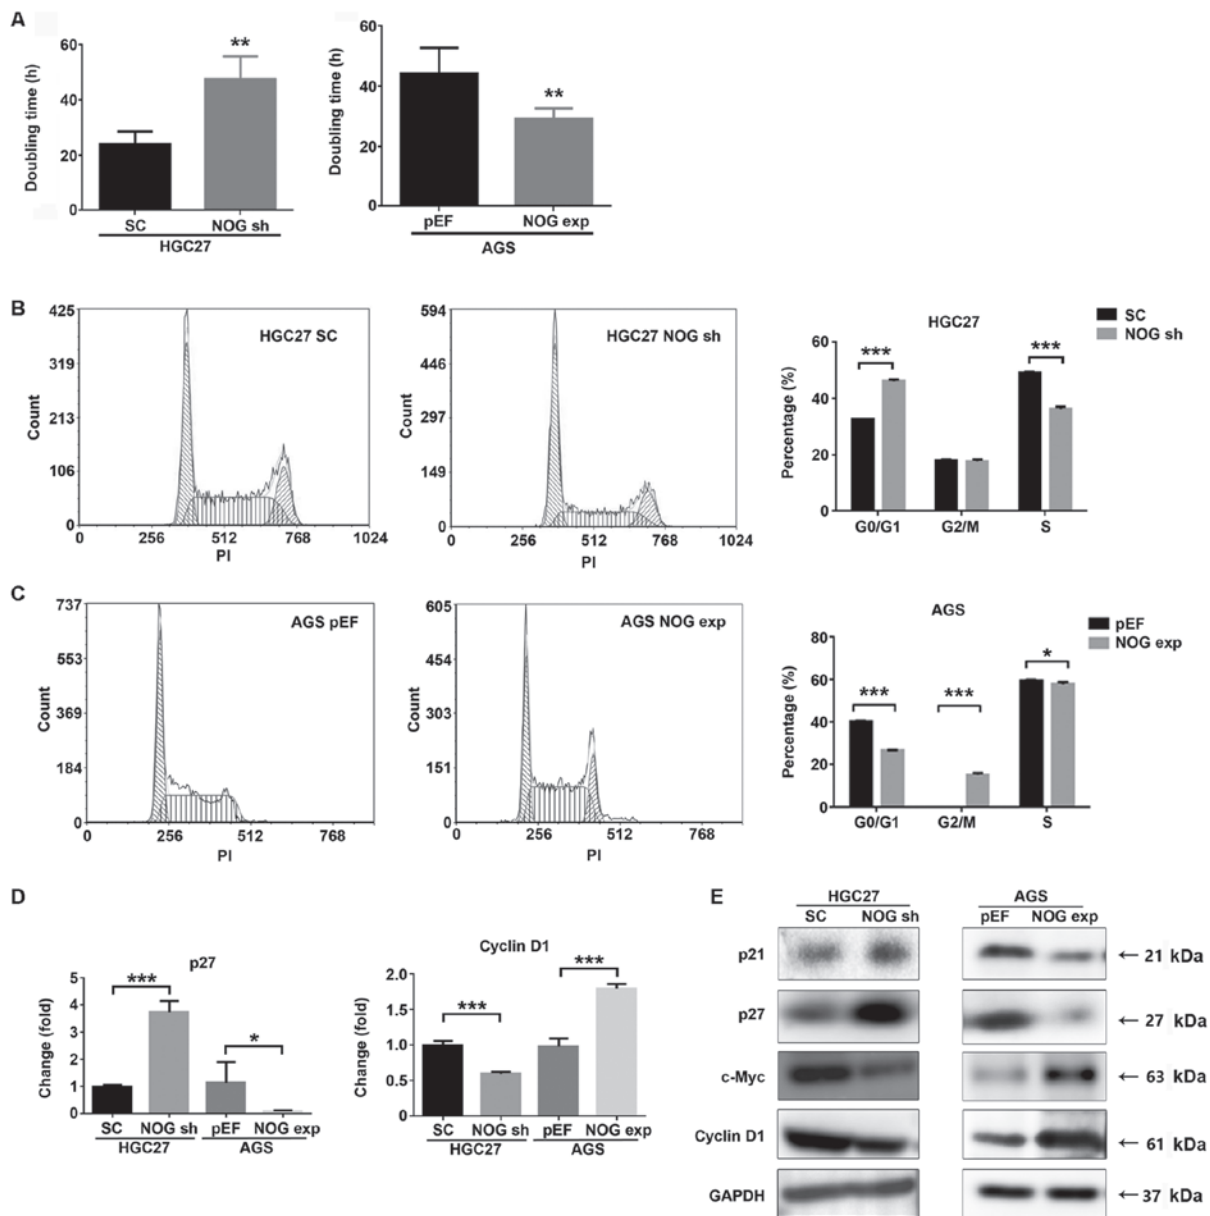 A
60
40
20
0
Doubling time (h)
**
SC
NOG sh
HGC27
60
40
20
0
Doubling time (h)
**
pEF
NOG exp
AGS
B
425
319
213
106
0
Count
HGC27 SC
0 256 512 768 1024
PI
594
446
297
149
0
Count
HGC27 NOG sh
0 256 512 768 1024
PI
HGC27
SC
NOG sh
60
40
20
0
Percentage (%)
*** ***
G0/G1 G2/M S
C
737
553
369
184
0
Count
AGS pEF
0 256 512 768
PI
605
454
303
151
0
Count
AGS NOG exp
0 256 512 768
PI
AGS
pEF
NOG exp
80
60
40
20
0
Percentage (%)
*** *** *
G0/G1 G2/M S
D
p27
5
4
3
2
1
0
Change (fold)
*** *
SC NOG sh pEF NOG exp
HGC27 AGS
Cyclin D1
2.0
1.5
1.0
0.5
0
Change (fold)
*** ***
SC NOG sh pEF NOG exp
HGC27 AGS
E
HGC27 AGS
SC NOG sh pEF NOG exp
p21 ← 21 kDa
p27 ← 27 kDa
c-Myc ← 63 kDa
Cyclin D1 ← 61 kDa
GAPDH ← 37 kDa